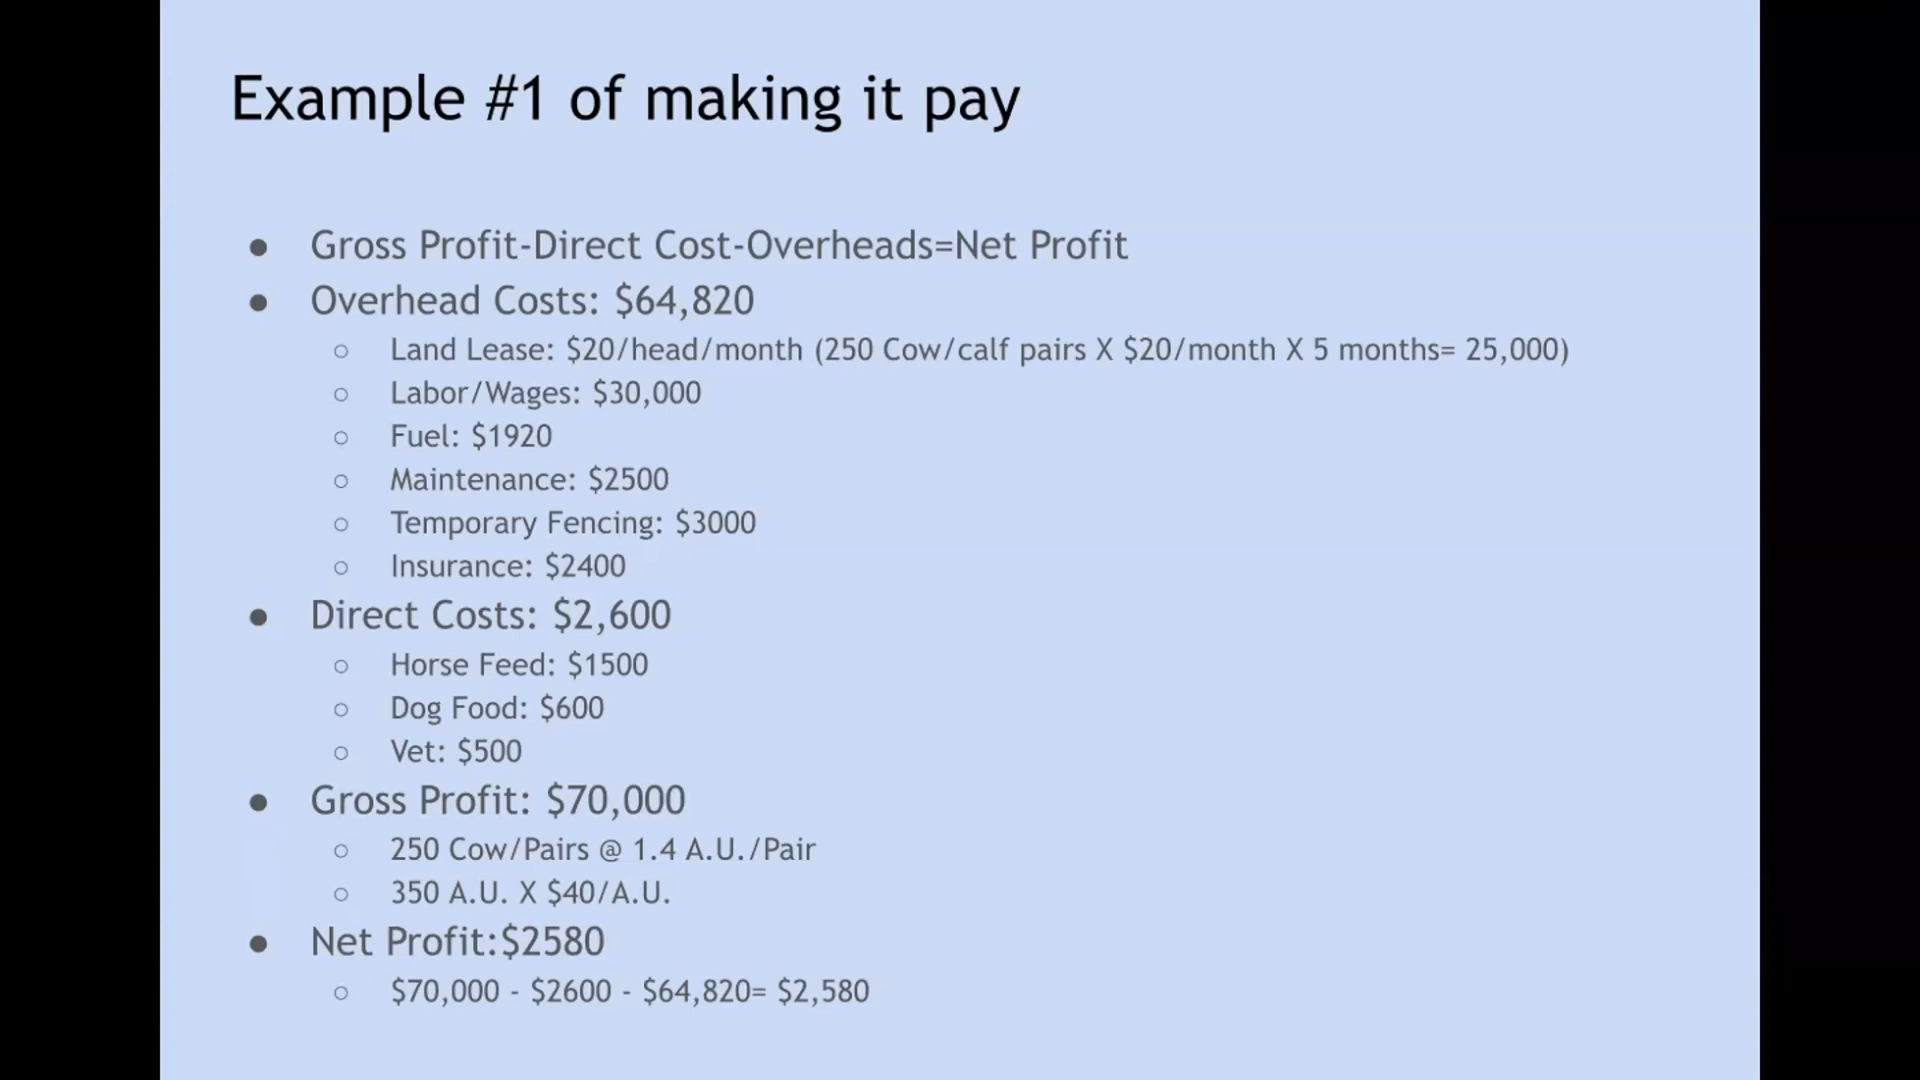 Example #1 of making it pay
● Gross Profit-Direct Cost-Overheads=Net Profit
● Overhead Costs: $64,820
○ Land Lease: $20/head/month (250 Cow/calf pairs X $20/month X 5 months= 25,000)
○ Labor/Wages: $30,000
○ Fuel: $1920
○ Maintenance: $2500
○ Temporary Fencing: $3000
○ Insurance: $2400
● Direct Costs: $2,600
○ Horse Feed: $1500
○ Dog Food: $600
○ Vet: $500
● Gross Profit: $70,000
○ 250 Cow/Pairs @ 1.4 A.U./Pair
○ 350 A.U. X $40/A.U.
● Net Profit:$2580
○ $70,000 - $2600 - $64,820= $2,580